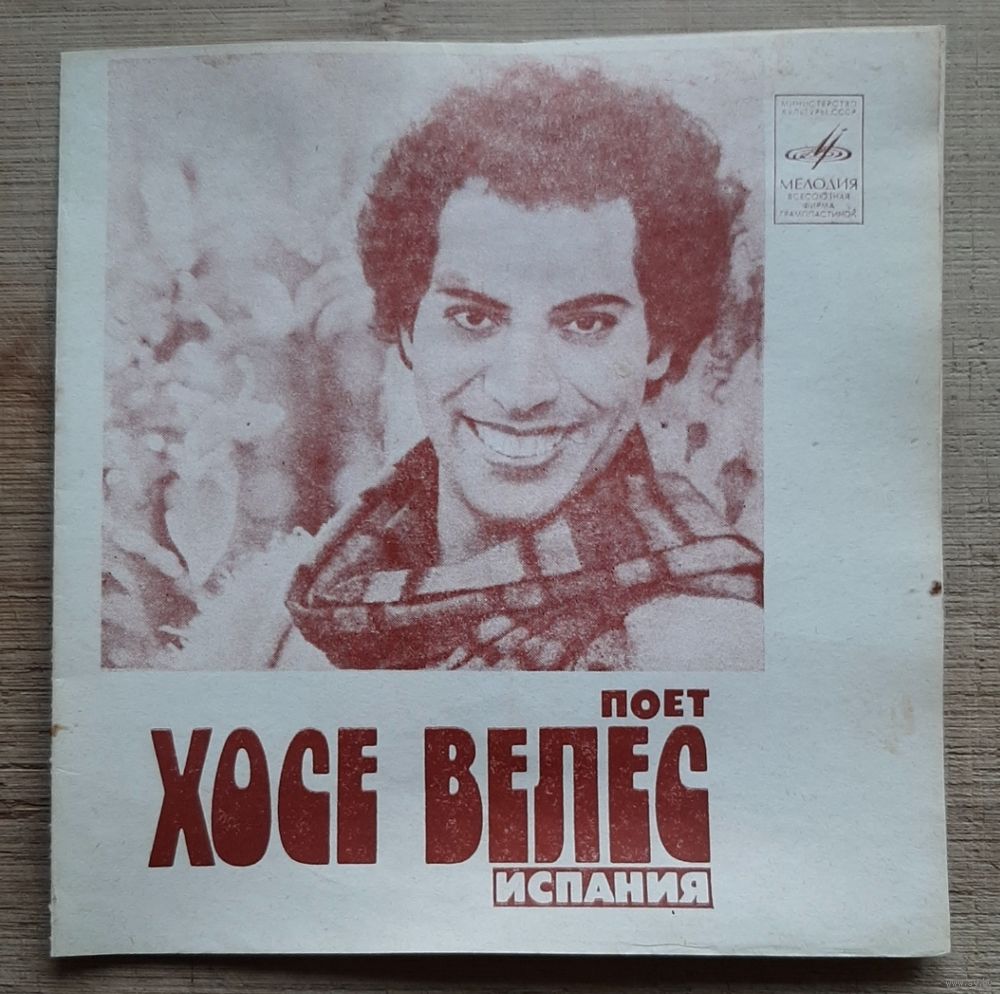 МИНИСТЕРСТВО
КУЛЬТУРЫ СССР
МЕЛОДИЯ
ВСЕСОЮЗНАЯ
ФИРМА
ГРАМПЛАСТИНОК
ПОЕТ
ХОСЕ ВЕЛЕС
ИСПАНИЯ